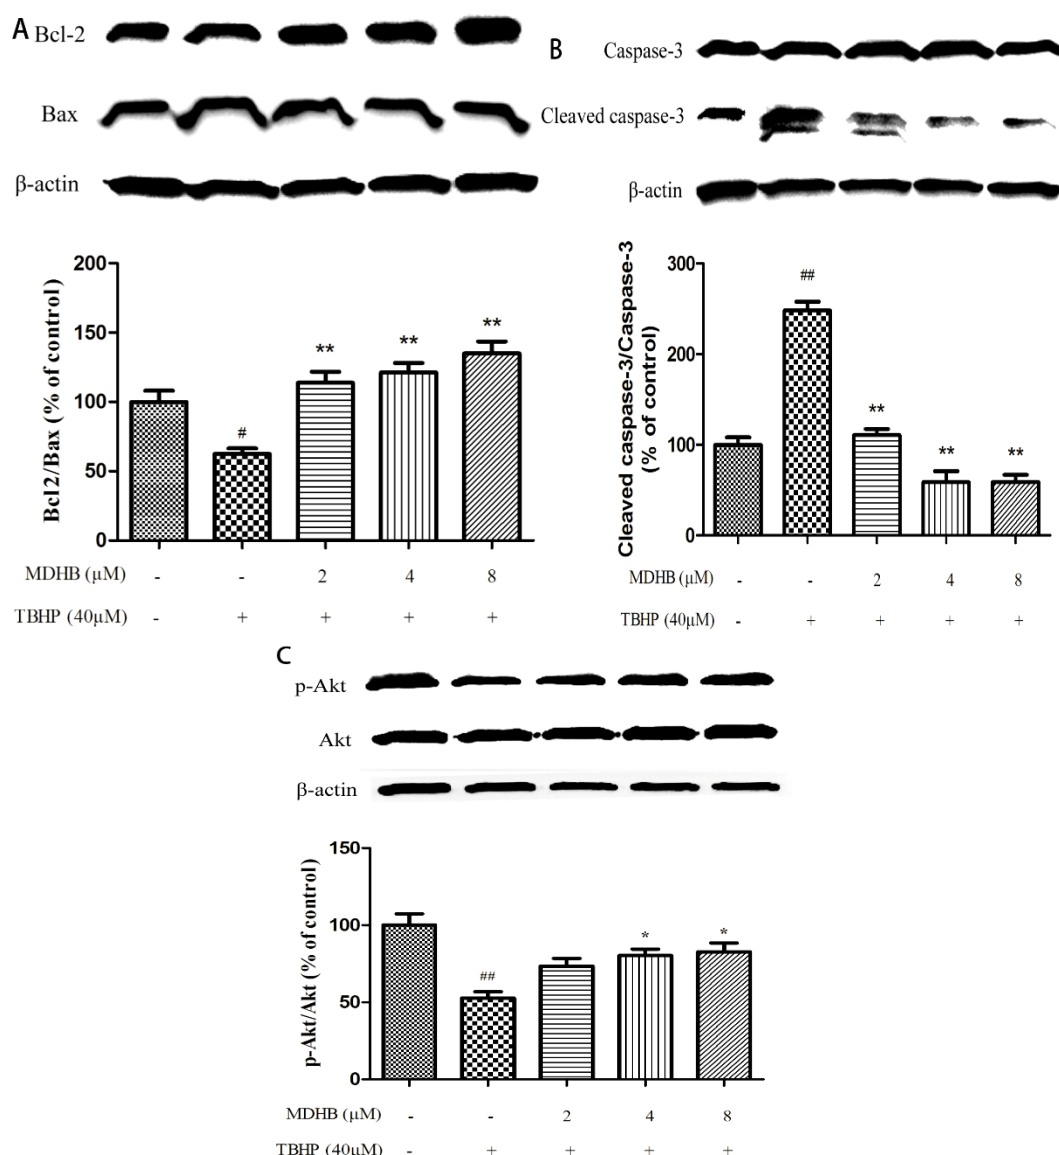 A
Bcl-2
Bax
β-actin
Bcl2/Bax (% of control)
200
150
100
50
0
#
**
**
**
MDHB (μM) - - 2 4 8
TBHP (40μM) - + + + +
B
Caspase-3
Cleaved caspase-3
β-actin
Cleaved caspase-3/Caspase-3
(% of control)
300
200
100
0
##
**
**
**
MDHB (μM) - - 2 4 8
TBHP (40μM) - + + + +
C
p-Akt
Akt
β-actin
p-Akt/Akt (% of control)
150
100
50
0
##
*
*
MDHB (μM) - - 2 4 8
TBHP (40μM) - + + + +